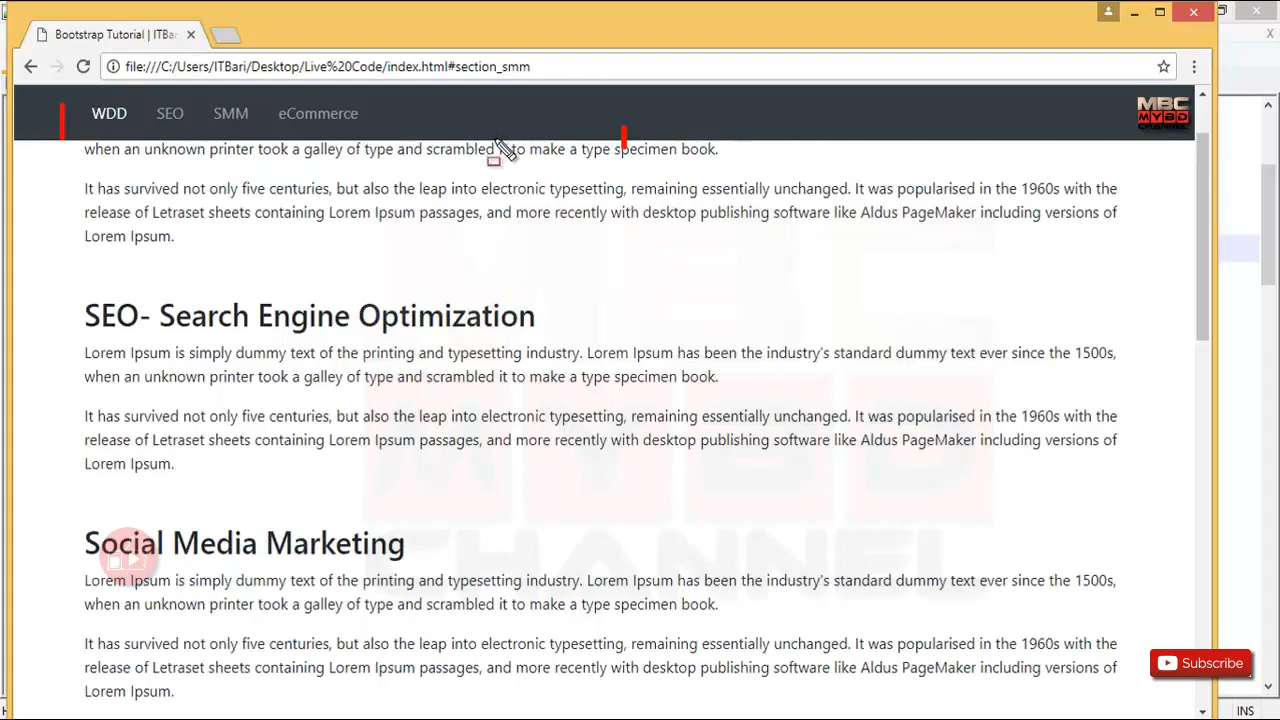 Bootstrap Tutorial | ITBar
file:///C:/Users/ITBari/Desktop/Live%20Code/index.html#section_smm
WDD SEO SMM eCommerce
MBC
MYBD
CHANNEL
when an unknown printer took a galley of type and scrambled it to make a type specimen book.
It has survived not only five centuries, but also the leap into electronic typesetting, remaining essentially unchanged. It was popularised in the 1960s with the
release of Letraset sheets containing Lorem Ipsum passages, and more recently with desktop publishing software like Aldus PageMaker including versions of
Lorem Ipsum.
SEO- Search Engine Optimization
Lorem Ipsum is simply dummy text of the printing and typesetting industry. Lorem Ipsum has been the industry's standard dummy text ever since the 1500s,
when an unknown printer took a galley of type and scrambled it to make a type specimen book.
It has survived not only five centuries, but also the leap into electronic typesetting, remaining essentially unchanged. It was popularised in the 1960s with the
release of Letraset sheets containing Lorem Ipsum passages, and more recently with desktop publishing software like Aldus PageMaker including versions of
Lorem Ipsum.
MBC
MYBD
CHANNEL
Social Media Marketing
Lorem Ipsum is simply dummy text of the printing and typesetting industry. Lorem Ipsum has been the industry's standard dummy text ever since the 1500s,
when an unknown printer took a galley of type and scrambled it to make a type specimen book.
It has survived not only five centuries, but also the leap into electronic typesetting, remaining essentially unchanged. It was popularised in the 1960s with the
release of Letraset sheets containing Lorem Ipsum passages, and more recently with desktop publishing software like Aldus PageMaker including versions of
Lorem Ipsum.
Subscribe
INS